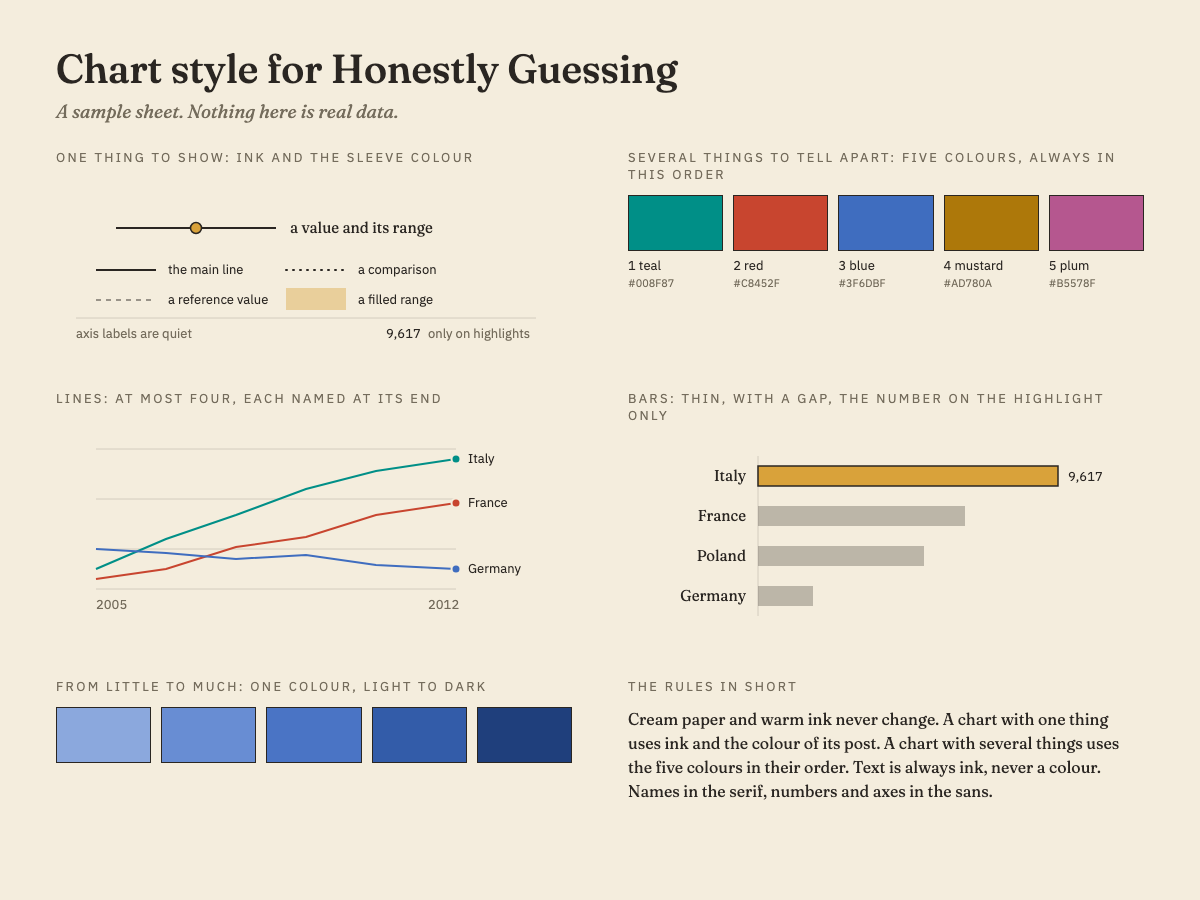 Chart style for Honestly Guessing
A sample sheet. Nothing here is real data.
ONE THING TO SHOW: INK AND THE SLEEVE COLOUR
a value and its range
the main line
a comparison
a reference value
a filled range
axis labels are quiet
9,617 only on highlights
SEVERAL THINGS TO TELL APART: FIVE COLOURS, ALWAYS IN
THIS ORDER
1 teal
#008F87
2 red
#C8452F
3 blue
#3F6DBF
4 mustard
#AD780A
5 plum
#B5578F
LINES: AT MOST FOUR, EACH NAMED AT ITS END
Italy
France
Germany
2005
2012
BARS: THIN, WITH A GAP, THE NUMBER ON THE HIGHLIGHT
ONLY
Italy
9,617
France
Poland
Germany
FROM LITTLE TO MUCH: ONE COLOUR, LIGHT TO DARK
THE RULES IN SHORT
Cream paper and warm ink never change. A chart with one thing
uses ink and the colour of its post. A chart with several things uses
the five colours in their order. Text is always ink, never a colour.
Names in the serif, numbers and axes in the sans.